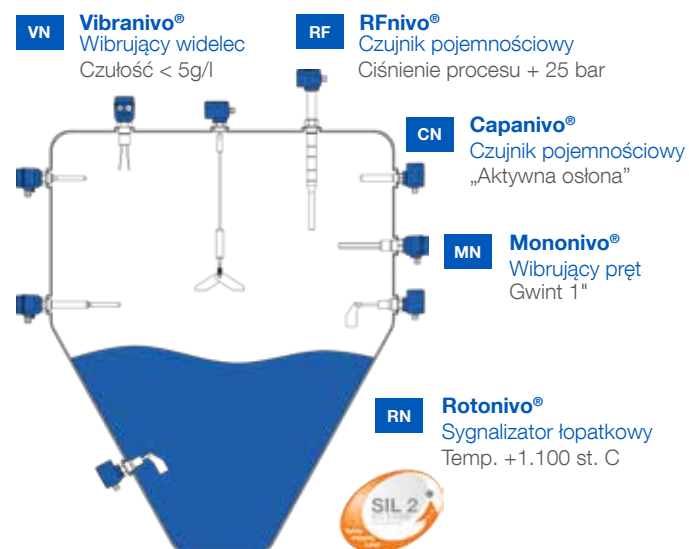 VN
Vibranivo®
Wibrujący widelec
Czułość < 5g/l
RF
RFnivo®
Czujnik pojemnościowy
Ciśnienie procesu + 25 bar
CN
Capanivo®
Czujnik pojemnościowy
„Aktywna osłona”
MN
Mononivo®
Wibrujący pręt
Gwint 1"
RN
Rotonivo®
Sygnalizator łopatkowy
Temp. +1.100 st. C
SIL 2